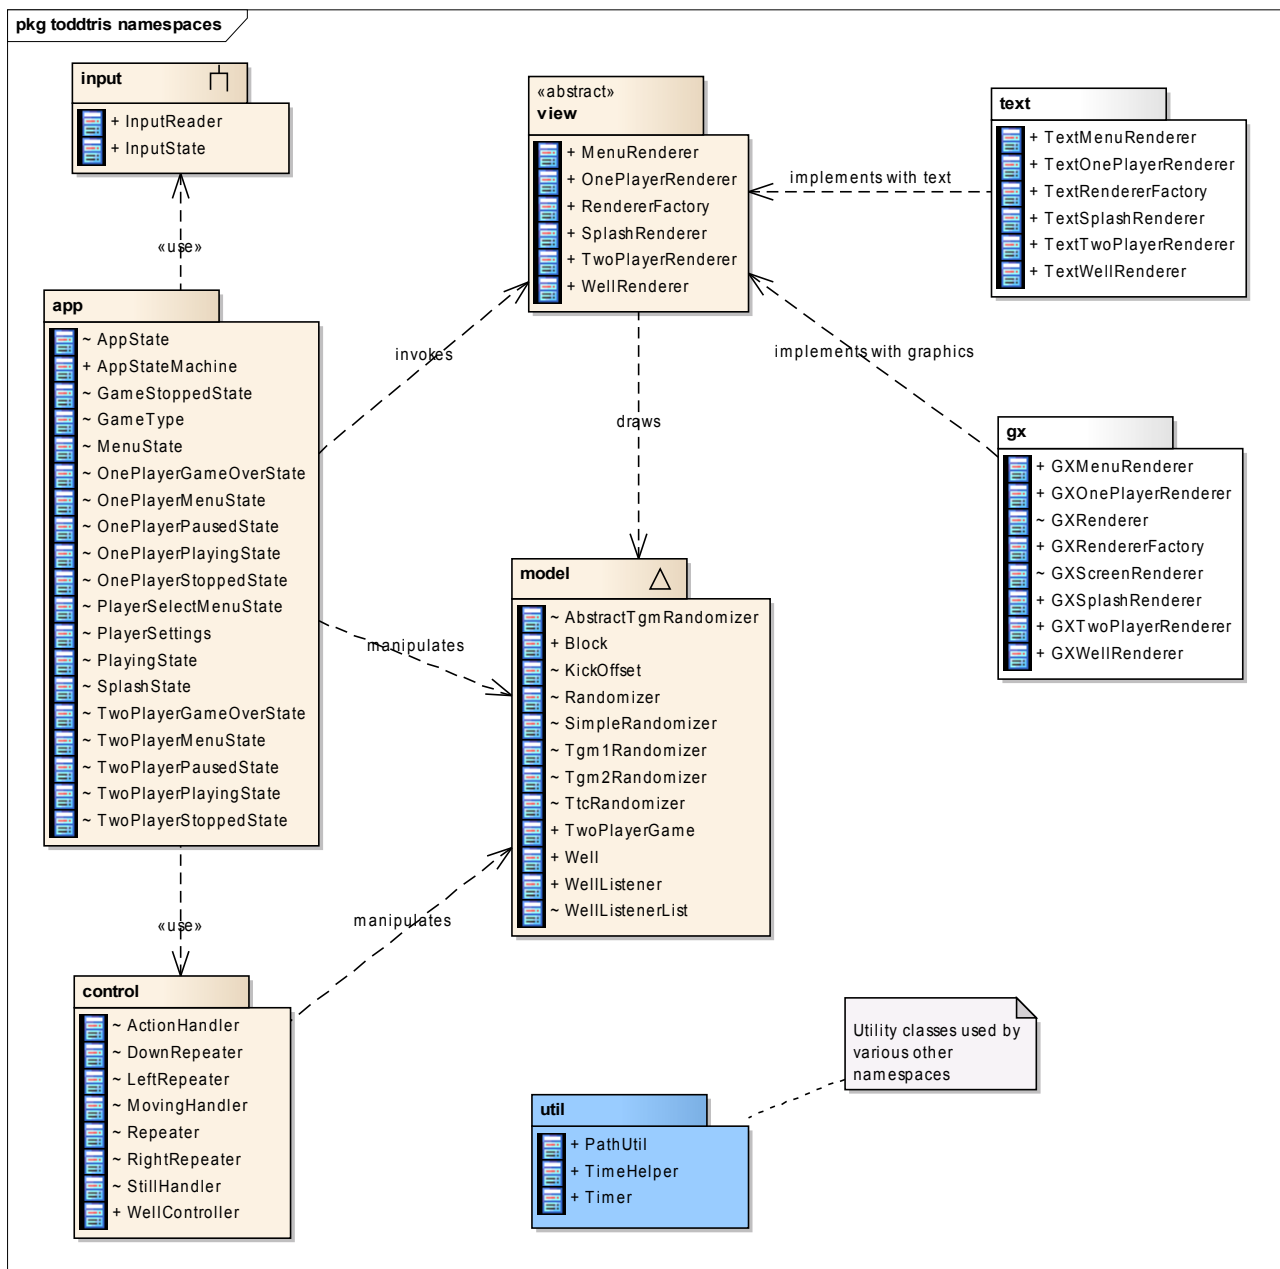 pkg toddtris namespaces
input
+ InputReader
+ InputState
«use»
app
~ AppState
+ AppStateMachine
~ GameStoppedState
~ GameType
~ MenuState
~ OnePlayerGameOverState
~ OnePlayerMenuState
~ OnePlayerPausedState
~ OnePlayerPlayingState
~ OnePlayerStoppedState
~ PlayerSelectMenuState
~ PlayerSettings
~ PlayingState
~ SplashState
~ TwoPlayerGameOverState
~ TwoPlayerMenuState
~ TwoPlayerPausedState
~ TwoPlayerPlayingState
~ TwoPlayerStoppedState
«use»
control
~ ActionHandler
~ DownRepeater
~ LeftRepeater
~ MovingHandler
~ Repeater
~ RightRepeater
~ StillHandler
+ WellController
invokes
manipulates
manipulates
«abstract»
view
+ MenuRenderer
+ OnePlayerRenderer
+ RendererFactory
+ SplashRenderer
+ TwoPlayerRenderer
+ WellRenderer
draws
model
~ AbstractTgmRandomizer
+ Block
~ KickOffset
~ Randomizer
~ SimpleRandomizer
~ Tgm1Randomizer
~ Tgm2Randomizer
~ TtcRandomizer
+ TwoPlayerGame
+ Well
+ WellListener
~ WellListenerList
implements with text
implements with graphics
text
+ TextMenuRenderer
+ TextOnePlayerRenderer
+ TextRendererFactory
+ TextSplashRenderer
+ TextTwoPlayerRenderer
+ TextWellRenderer
gx
+ GXMenuRenderer
+ GXOnePlayerRenderer
~ GXRenderer
+ GXRendererFactory
~ GXScreenRenderer
+ GXSplashRenderer
+ GXTwoPlayerRenderer
+ GXWellRenderer
Utility classes used by
various other
namespaces
util
+ PathUtil
+ TimeHelper
+ Timer